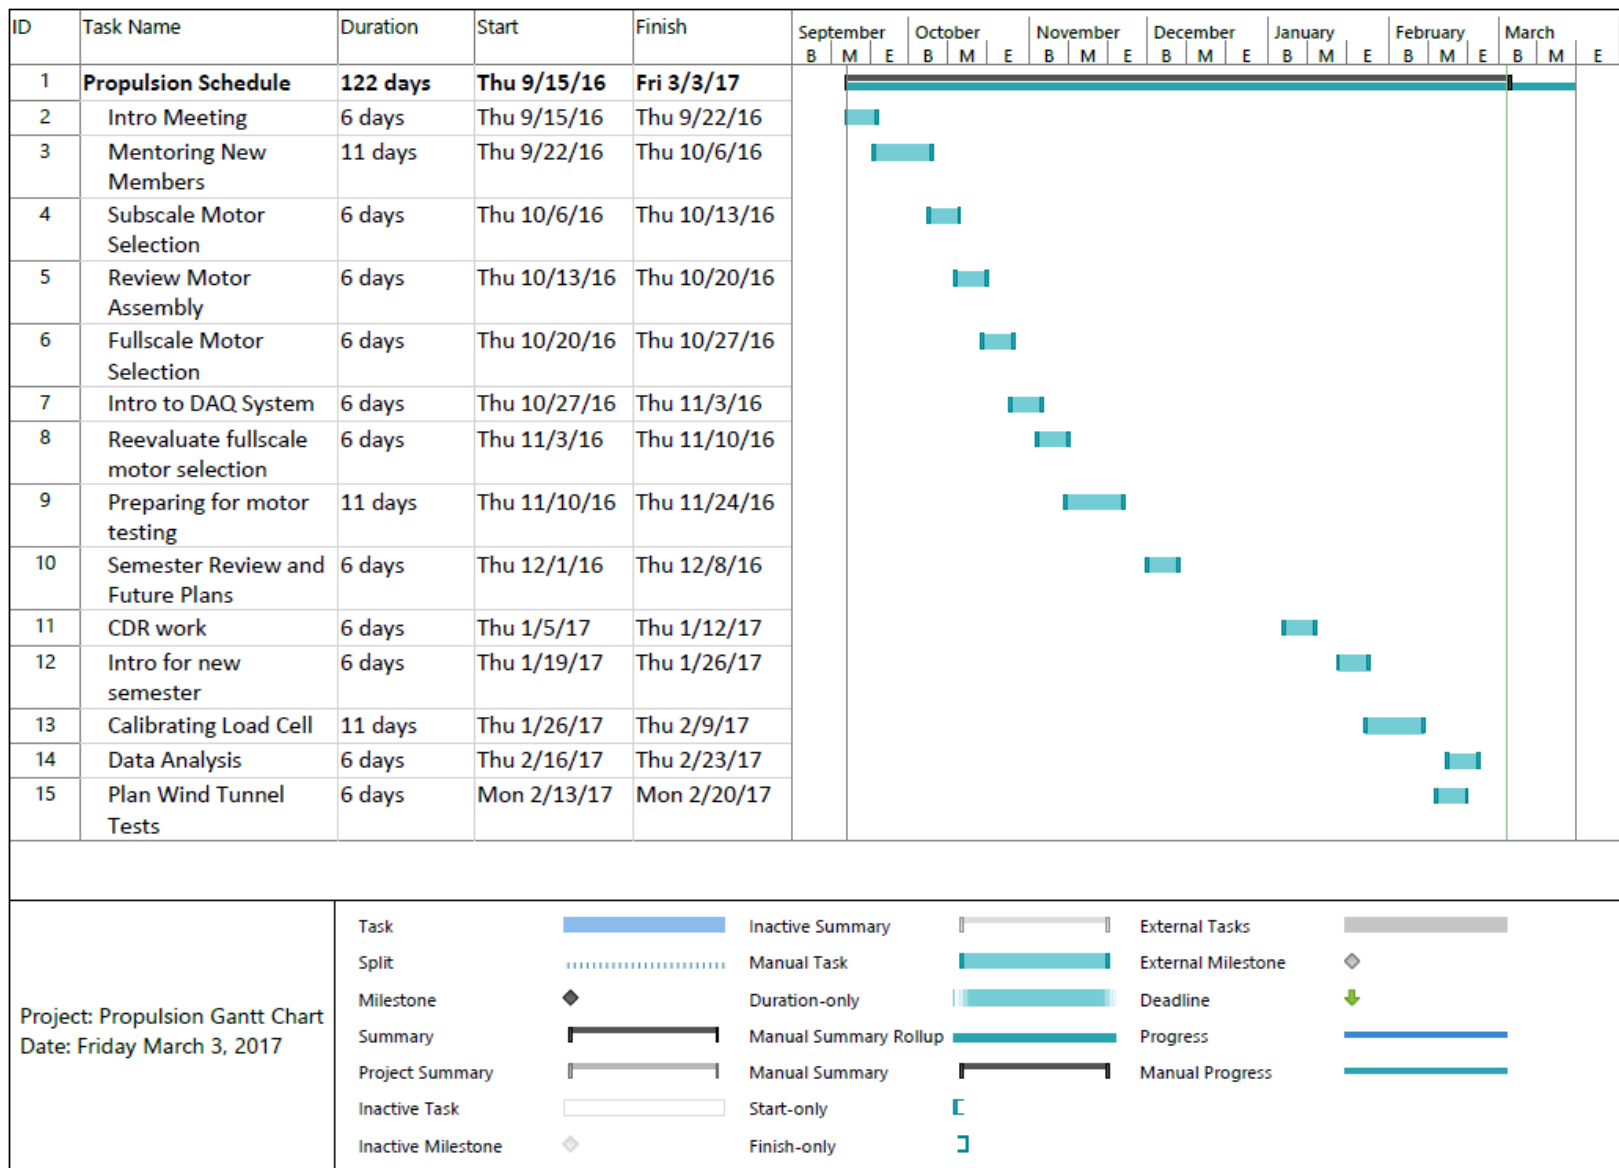 ID Task Name Duration Start Finish September October November December January February March
B M E B M E B M E B M E B M E B M E B M E
1 Propulsion Schedule 122 days Thu 9/15/16 Fri 3/3/17
2 Intro Meeting 6 days Thu 9/15/16 Thu 9/22/16
3 Mentoring New 11 days Thu 9/22/16 Thu 10/6/16
Members
4 Subscale Motor 6 days Thu 10/6/16 Thu 10/13/16
Selection
5 Review Motor 6 days Thu 10/13/16 Thu 10/20/16
Assembly
6 Fullscale Motor 6 days Thu 10/20/16 Thu 10/27/16
Selection
7 Intro to DAQ System 6 days Thu 10/27/16 Thu 11/3/16
8 Reevaluate fullscale 6 days Thu 11/3/16 Thu 11/10/16
motor selection
9 Preparing for motor 11 days Thu 11/10/16 Thu 11/24/16
testing
10 Semester Review and 6 days Thu 12/1/16 Thu 12/8/16
Future Plans
11 CDR work 6 days Thu 1/5/17 Thu 1/12/17
12 Intro for new 6 days Thu 1/19/17 Thu 1/26/17
semester
13 Calibrating Load Cell 11 days Thu 1/26/17 Thu 2/9/17
14 Data Analysis 6 days Thu 2/16/17 Thu 2/23/17
15 Plan Wind Tunnel 6 days Mon 2/13/17 Mon 2/20/17
Tests
Project: Propulsion Gantt Chart
Date: Friday March 3, 2017
Task Inactive Summary External Tasks
Split Manual Task External Milestone
Milestone Duration-only Deadline
Summary Manual Summary Rollup Progress
Project Summary Manual Summary Manual Progress
Inactive Task Start-only
Inactive Milestone Finish-only